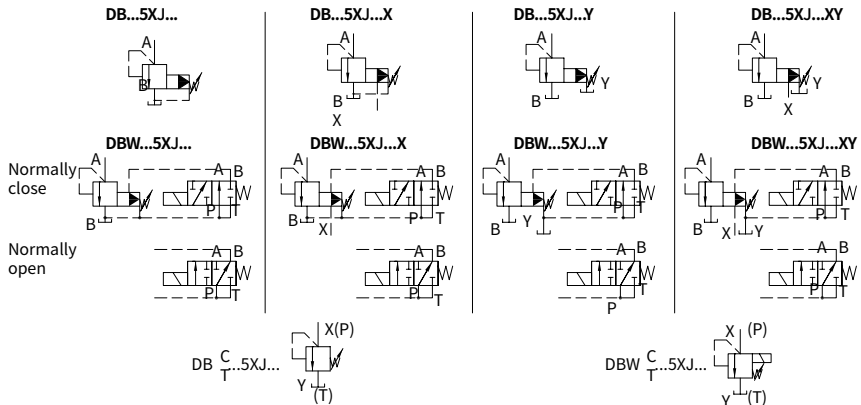 DB...5XJ...
DB...5XJ...X
DB...5XJ...Y
DB...5XJ...XY
A
A
A
A
B
Y
Y
B
B
B
X
X
DBW...5XJ...
DBW...5XJ...X
DBW...5XJ...Y
DBW...5XJ...XY
Normally
close
A
A
B
P
T
B
A
A
B
P
T
B
X
A
A
B
P
T
B
Y
A
A
B
P
T
B
X
Y
Normally
open
A
B
P
T
A
B
P
T
A
B
P
T
A
B
P
T
DB C/T...5XJ...
X(P)
Y
(T)
DBW C/T...5XJ...
X
(P)
Y
(T)